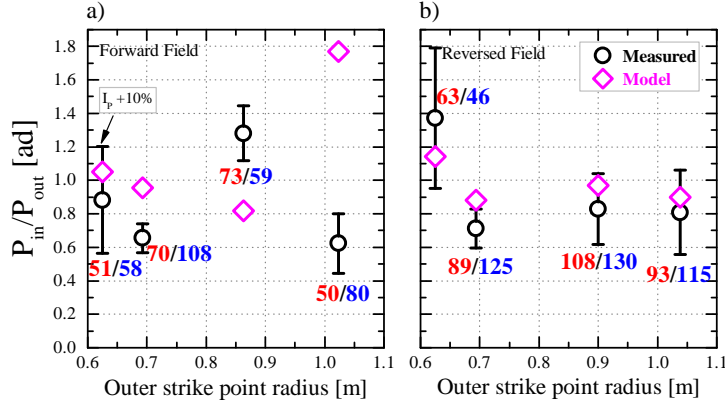 a)
b)
Forward Field
Reversed Field
Measured
Model
I_P +10%
P_in/P_out [ad]
1.8
1.6
1.4
1.2
1.0
0.8
0.6
0.4
0.2
0.0
51/58
70/108
73/59
50/80
63/46
89/125
108/130
93/115
0.6 0.7 0.8 0.9 1.0 0.6 0.7 0.8 0.9 1.0 1.1
Outer strike point radius [m]
Outer strike point radius [m]